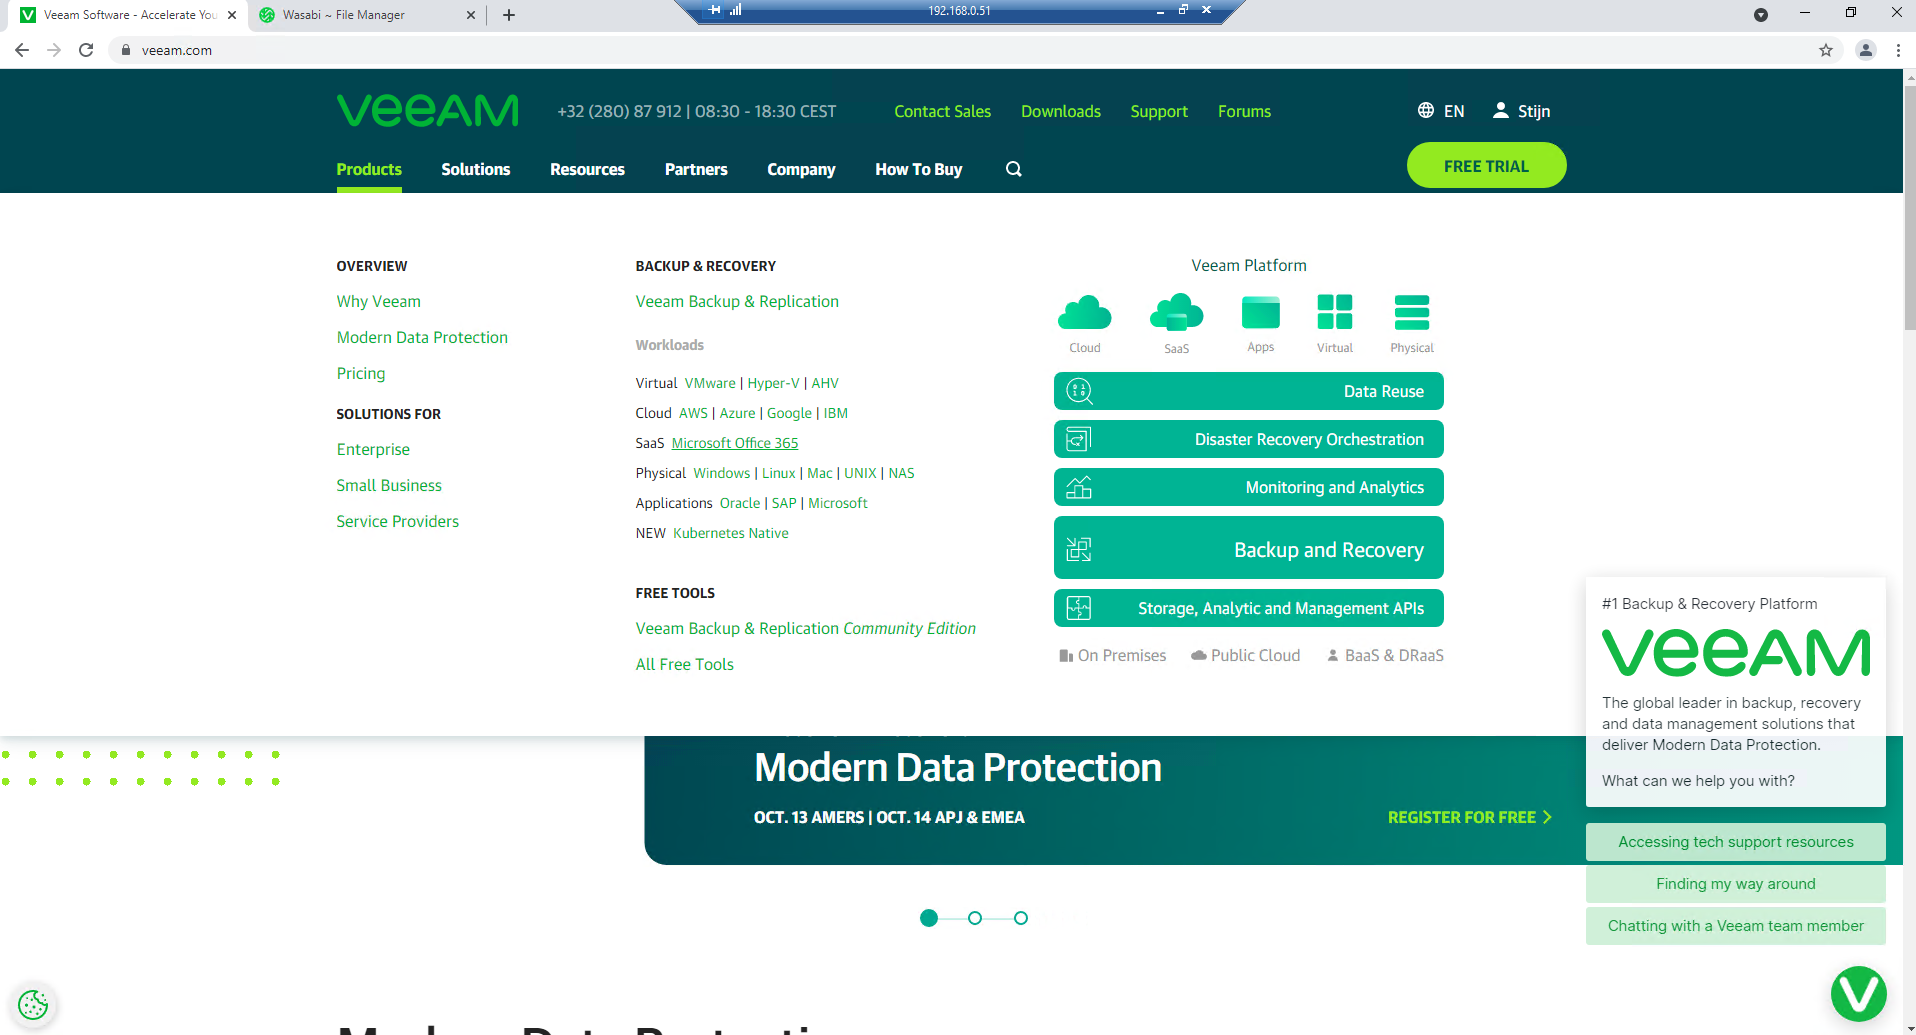 Veeam Software - Accelerate You
Wasabi ~ File Manager
192.168.0.51
veeam.com
veeAM
+32 (280) 87 912 | 08:30 - 18:30 CEST
Contact Sales
Downloads
Support
Forums
EN
Stijn
Products
Solutions
Resources
Partners
Company
How To Buy
FREE TRIAL
OVERVIEW
Why Veeam
Modern Data Protection
Pricing
SOLUTIONS FOR
Enterprise
Small Business
Service Providers
BACKUP & RECOVERY
Veeam Backup & Replication
Workloads
Virtual VMware | Hyper-V | AHV
Cloud AWS | Azure | Google | IBM
SaaS Microsoft Office 365
Physical Windows | Linux | Mac | UNIX | NAS
Applications Oracle | SAP | Microsoft
NEW Kubernetes Native
FREE TOOLS
Veeam Backup & Replication Community Edition
All Free Tools
Veeam Platform
Cloud
SaaS
Apps
Virtual
Physical
Data Reuse
Disaster Recovery Orchestration
Monitoring and Analytics
Backup and Recovery
Storage, Analytic and Management APIs
On Premises
Public Cloud
BaaS & DRaaS
Modern Data Protection
OCT. 13 AMERS | OCT. 14 APJ & EMEA
REGISTER FOR FREE
#1 Backup & Recovery Platform
veeAM
The global leader in backup, recovery
and data management solutions that
deliver Modern Data Protection.
What can we help you with?
Accessing tech support resources
Finding my way around
Chatting with a Veeam team member
V